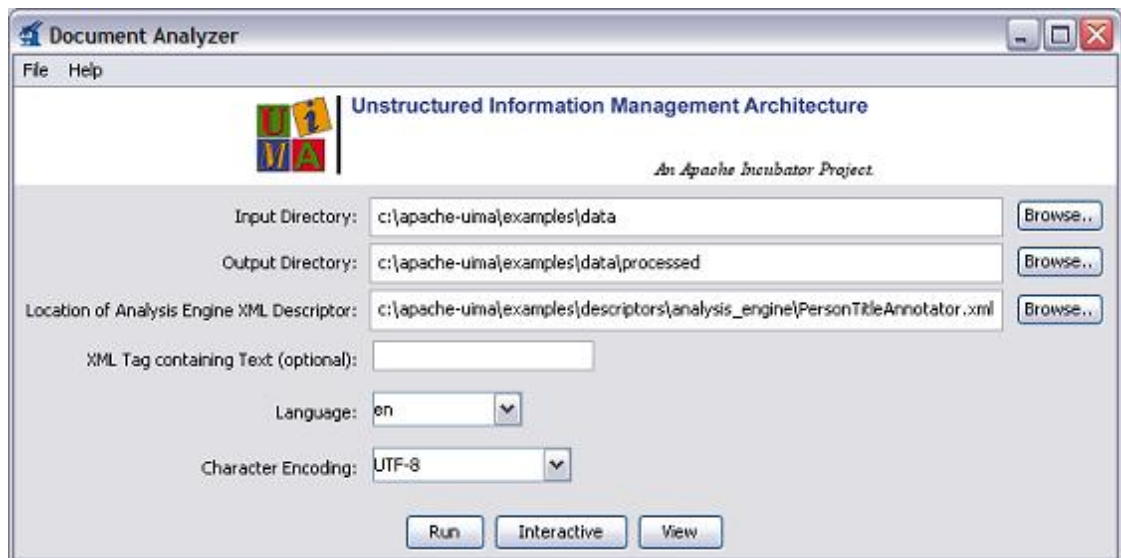 Document Analyzer
File Help
UiMA
Unstructured Information Management Architecture
An Apache Incubator Project.
Input Directory: c:\apache-uima\examples\data Browse..
Output Directory: c:\apache-uima\examples\data\processed Browse..
Location of Analysis Engine XML Descriptor: c:\apache-uima\examples\descriptors\analysis_engine\PersonTitleAnnotator.xml Browse..
XML Tag containing Text (optional):
Language: en
Character Encoding: UTF-8
Run Interactive View